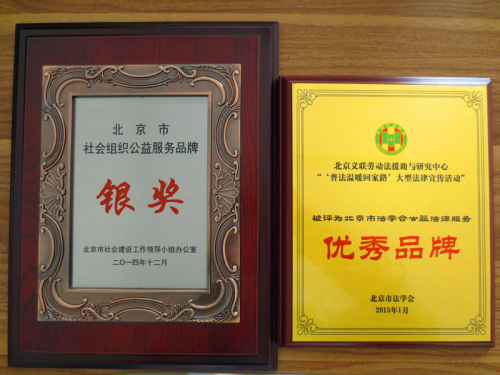 北京市
社会组织公益服务品牌
银奖
北京市社会建设工作领导小组办公室
二〇一四年十二月
北京义联劳动法援助与研究中心
“‘普法温暖回家路’大型法律宣传活动”
被评为北京市法学会公益法律服务
优秀品牌
北京市法学会
2015年1月